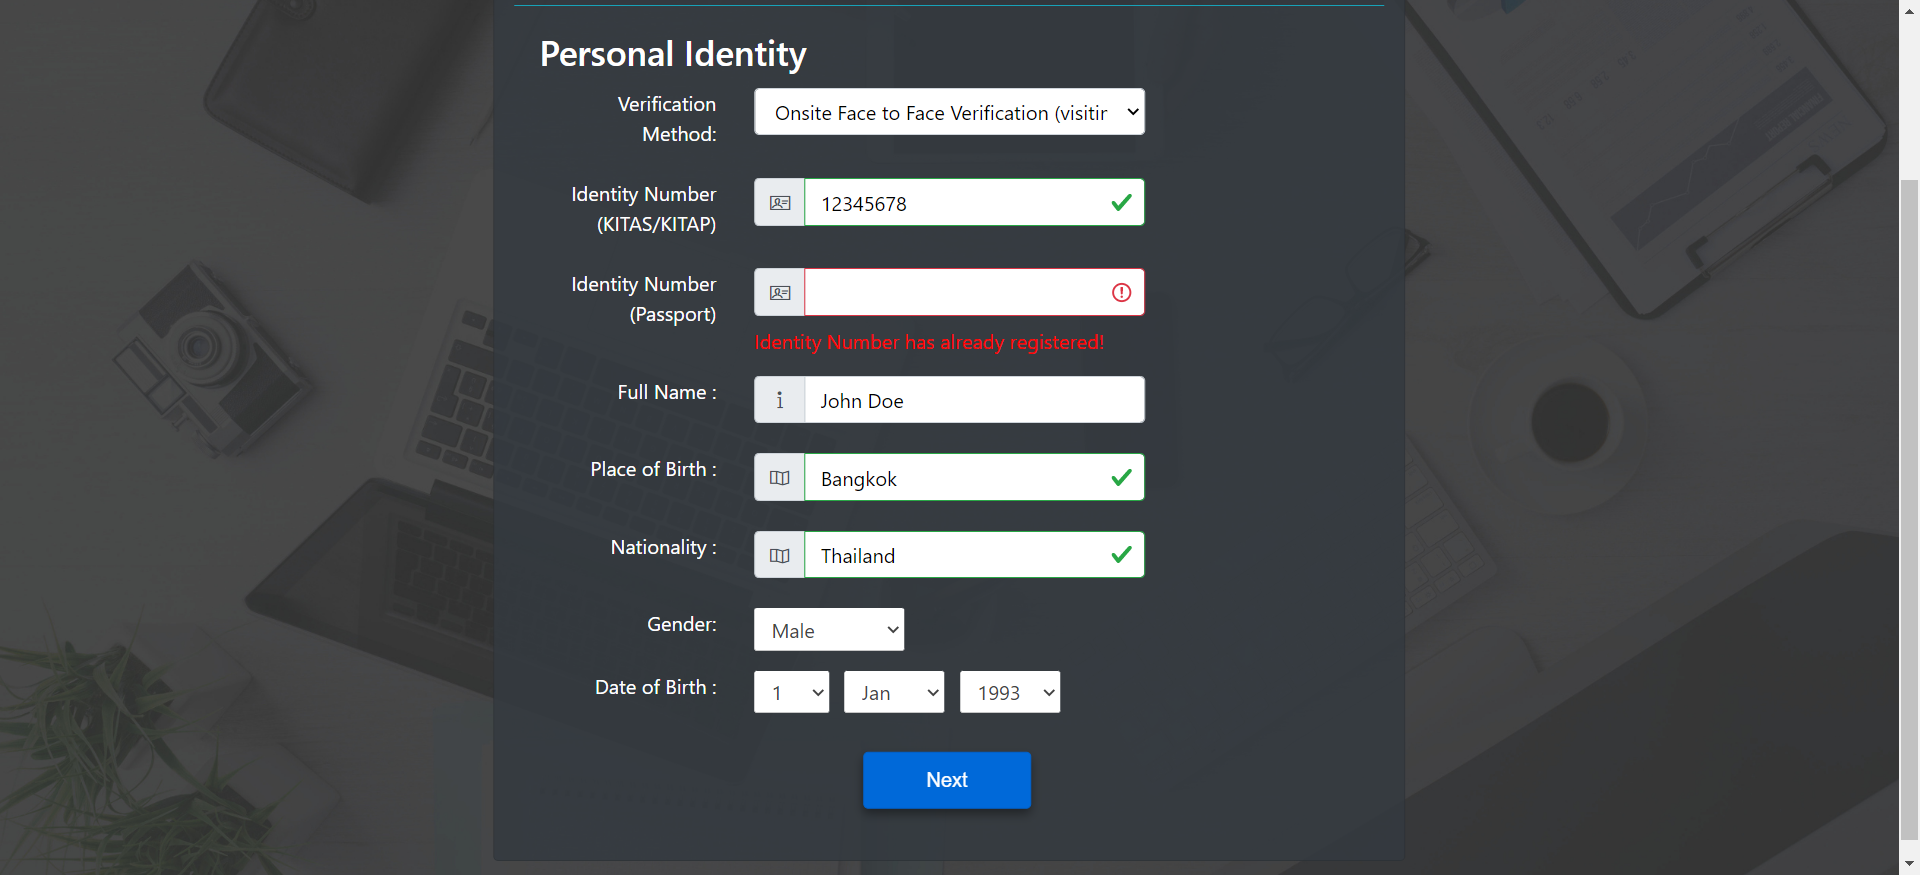 Personal Identity
Verification
Method:
Onsite Face to Face Verification (visitir
Identity Number
(KITAS/KITAP)
12345678
Identity Number
(Passport)
Identity Number has already registered!
Full Name :
John Doe
Place of Birth :
Bangkok
Nationality :
Thailand
Gender:
Male
Date of Birth :
1
Jan
1993
Next